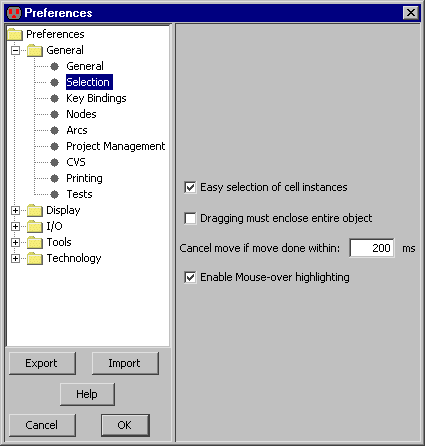 Preferences
Preferences
General
General
Selection
Key Bindings
Nodes
Arcs
Project Management
CVS
Printing
Tests
Display
I/O
Tools
Technology
Easy selection of cell instances
Dragging must enclose entire object
Cancel move if move done within: 200 ms
Enable Mouse-over highlighting
Export Import
Help
Cancel OK